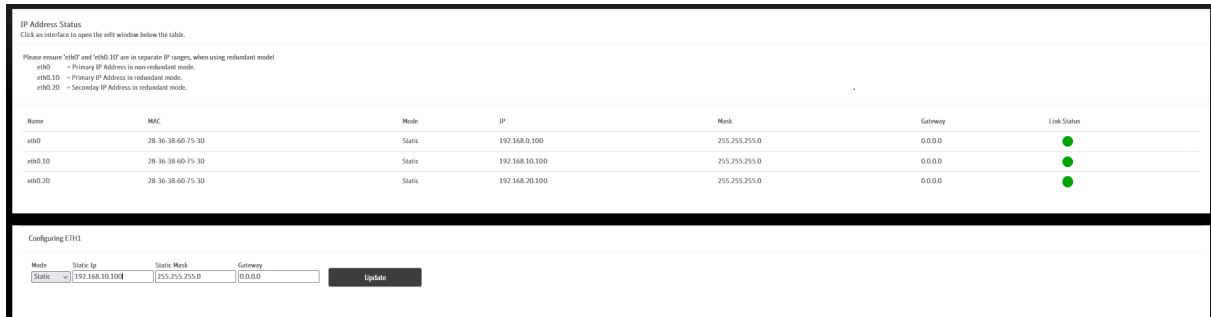 IP Address Status
Click an interface to open the edit window below the table.
Please ensure 'eth0' and 'eth0.10' are in separate IP ranges, when using redundant mode!
eth0 = Primary IP Address in non-redundant mode.
eth0.10 = Primary IP Address in redundant mode.
eth0.20 = Seconday IP Address in redundant mode.
Name MAC Mode IP Mask Gateway Link Status
eth0 28-36-38-60-75-30 Static 192.168.0.100 255.255.255.0 0.0.0.0
eth0.10 28-36-38-60-75-30 Static 192.168.10.100 255.255.255.0 0.0.0.0
eth0.20 28-36-38-60-75-30 Static 192.168.20.100 255.255.255.0 0.0.0.0
Configuring ETH1
Mode Static Ip Static Mask Gateway
Static 192.168.10.100 255.255.255.0 0.0.0.0 Update